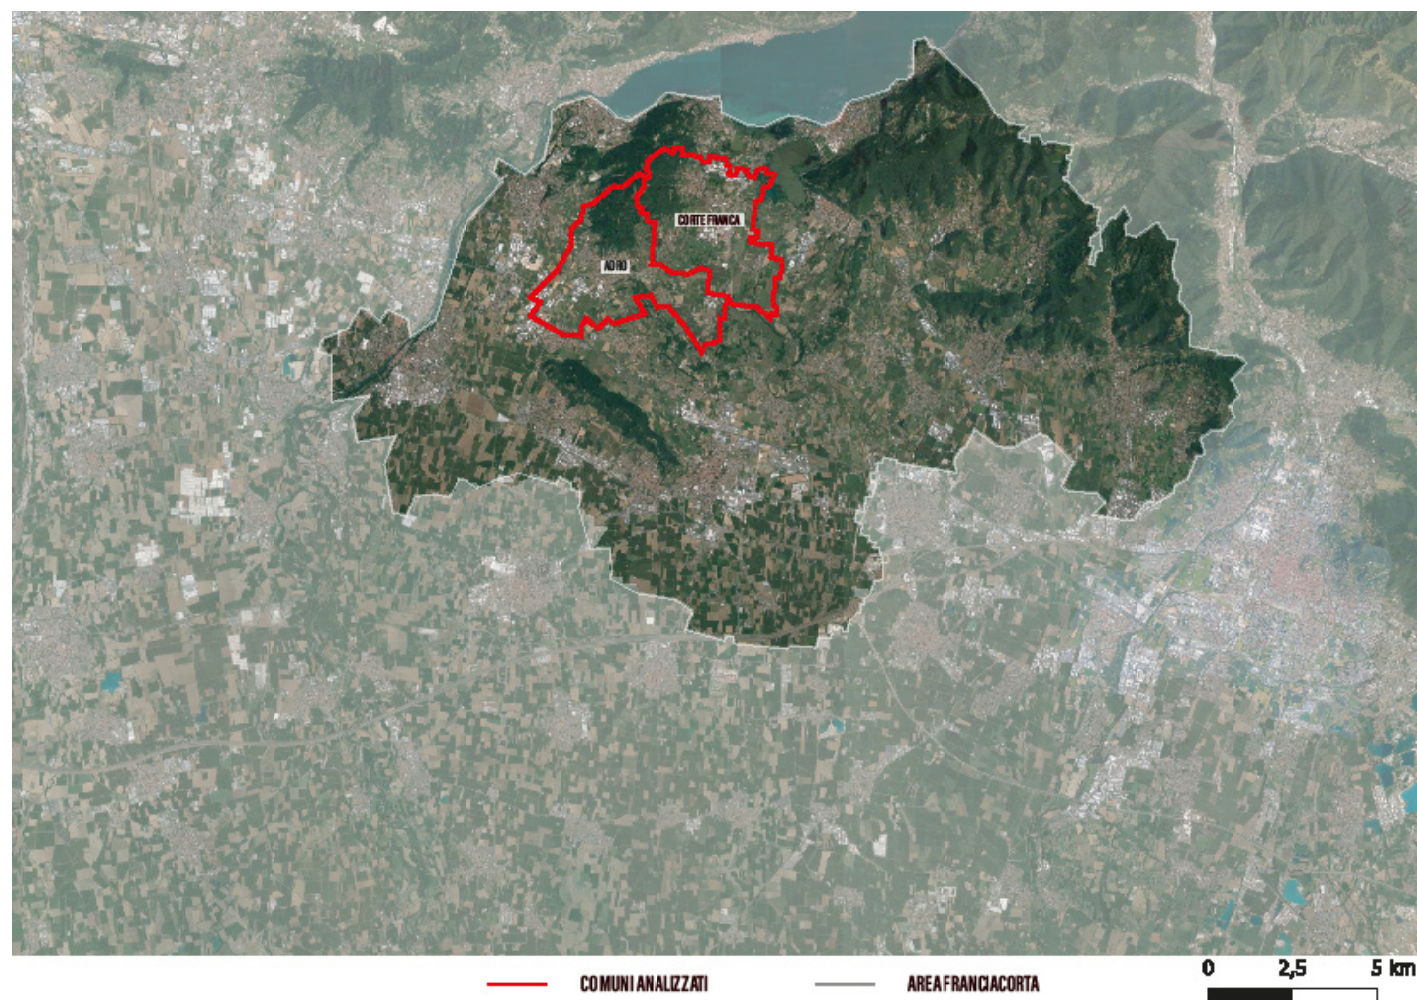 CORTE FRANCA
ADRO
COMUNI ANALIZZATI
AREA FRANCIACORTA
0 2,5 5 km